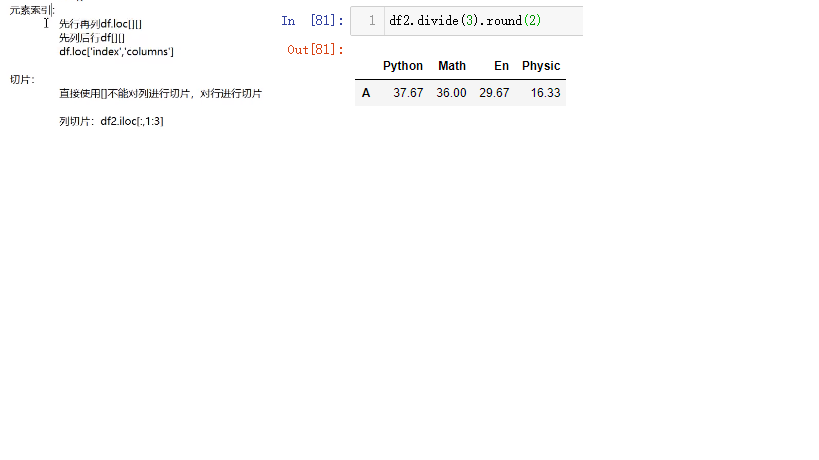 元素索引:
先行再列df.loc[][]
先列后行df[][]
df.loc['index','columns']
切片:
直接使用[]不能对列进行切片，对行进行切片
列切片：df2.iloc[:,1:3]
In [81]: 1 df2.divide(3).round(2)
Out[81]:
Python Math En Physic
A 37.67 36.00 29.67 16.33